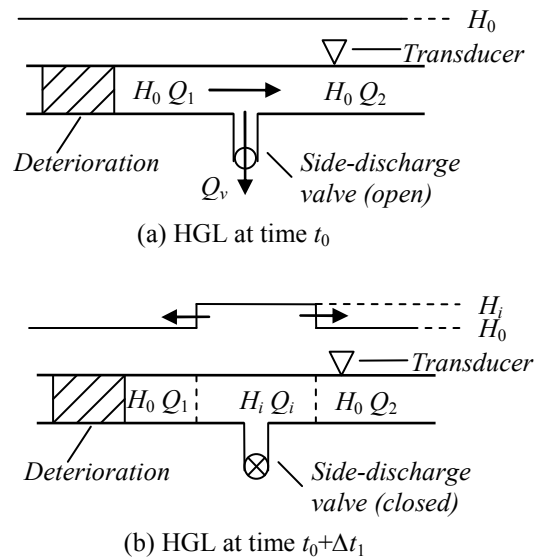 H₀
Transducer
H₀ Q₁
H₀ Q₂
Deterioration
Side-discharge
valve (open)
Qᵥ
(a) HGL at time t₀
Hᵢ
H₀
Transducer
H₀ Q₁
Hᵢ Qᵢ
H₀ Q₂
Deterioration
Side-discharge
valve (closed)
(b) HGL at time t₀+Δt₁